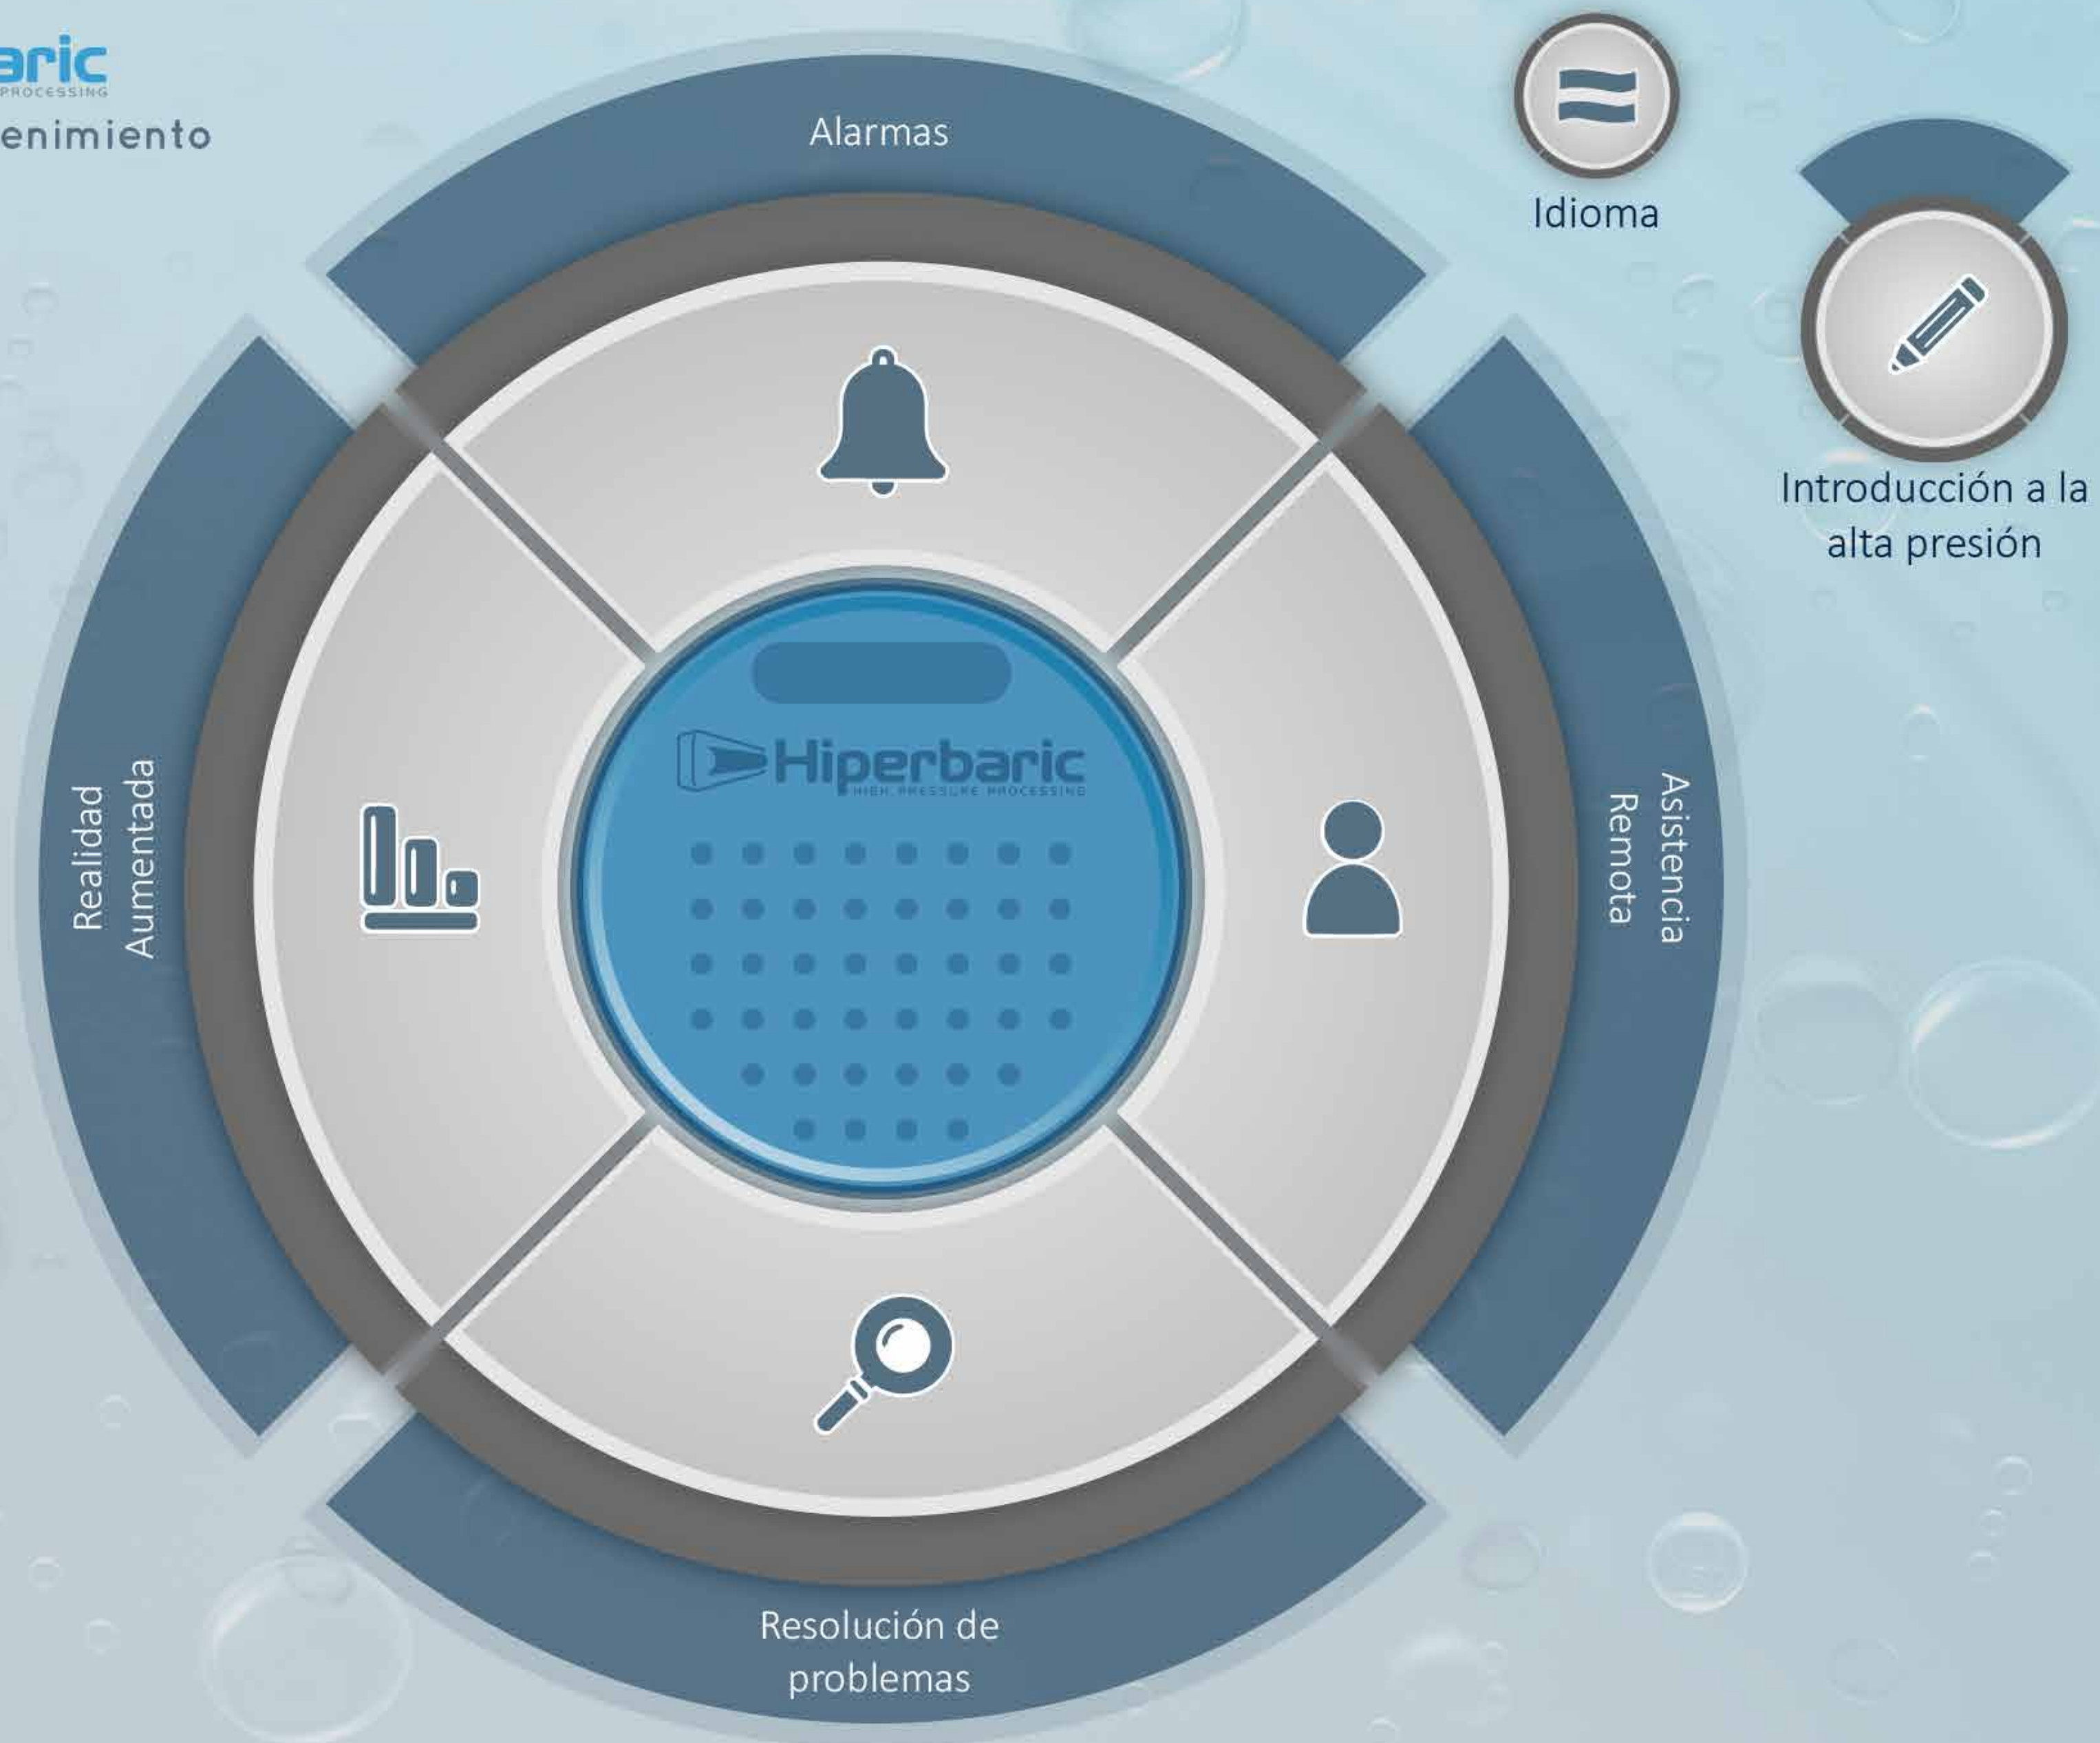 aric
PROCESSING
enimiento
Alarmas
Idioma
Introducción a la
alta presión
Realidad
Aumentada
Hiperbaric
HIGH PRESSURE PROCESSING
Asistencia
Remota
Resolución de
problemas